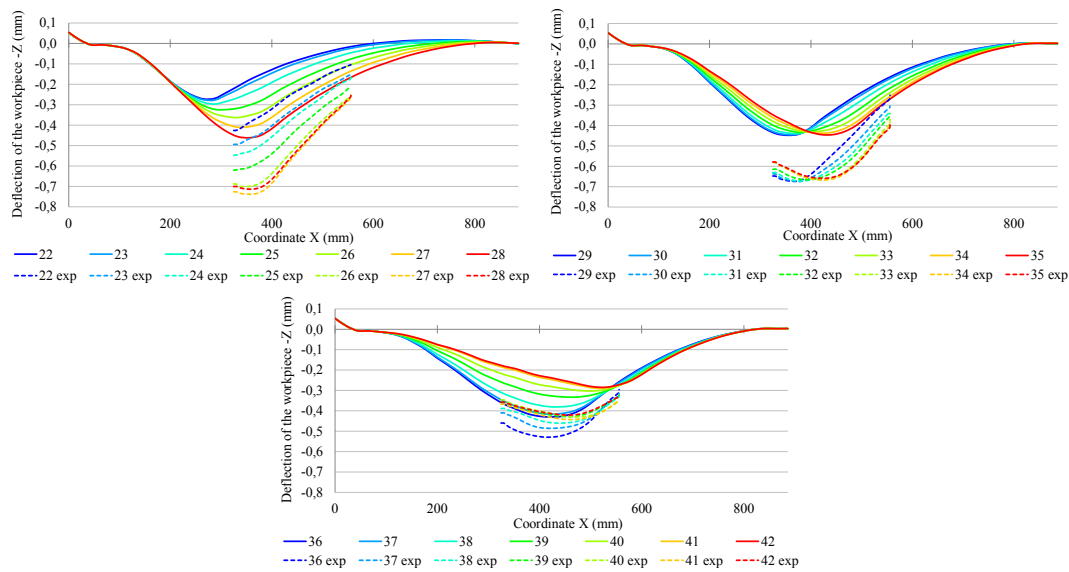 Deflection of the workpiece -Z (mm)
0,1
0,0
-0,1
-0,2
-0,3
-0,4
-0,5
-0,6
-0,7
-0,8
0 200 400 600 800
Coordinate X (mm)
22 23 24 25 26 27 28
22 exp 23 exp 24 exp 25 exp 26 exp 27 exp 28 exp
Deflection of the workpiece -Z (mm)
0,1
0,0
-0,1
-0,2
-0,3
-0,4
-0,5
-0,6
-0,7
-0,8
0 200 400 600 800
Coordinate X (mm)
29 30 31 32 33 34 35
29 exp 30 exp 31 exp 32 exp 33 exp 34 exp 35 exp
Deflection of the workpiece -Z (mm)
0,1
0,0
-0,1
-0,2
-0,3
-0,4
-0,5
-0,6
-0,7
-0,8
0 200 400 600 800
Coordinate X (mm)
36 37 38 39 40 41 42
36 exp 37 exp 38 exp 39 exp 40 exp 41 exp 42 exp